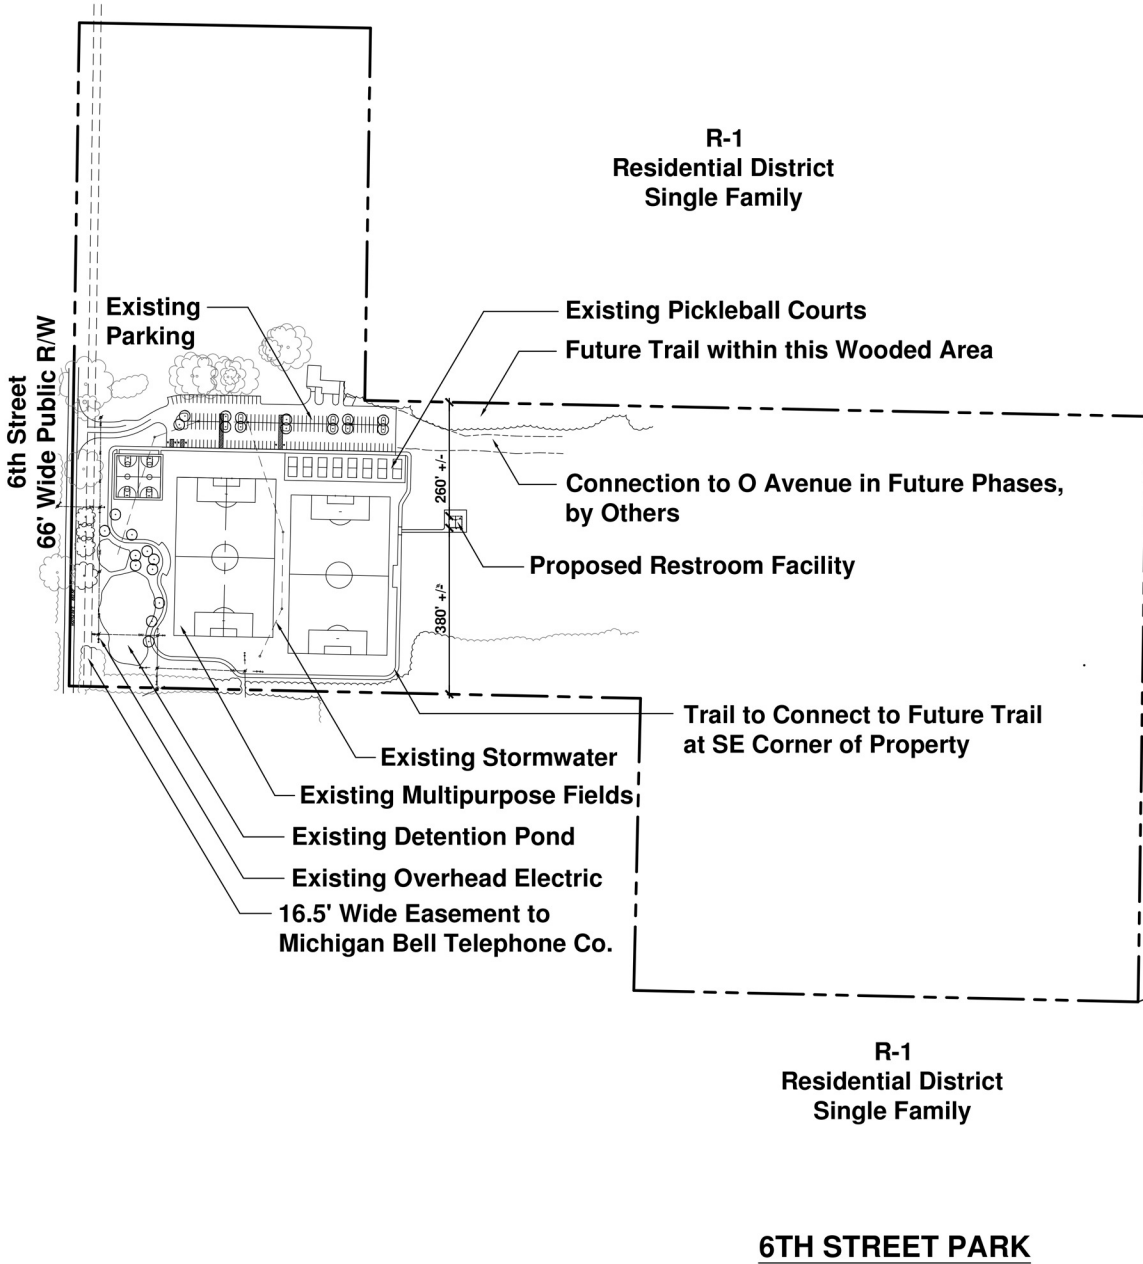 R-1
Residential District
Single Family
Existing
Parking
Existing Pickleball Courts
Future Trail within this Wooded Area
6th Street
66' Wide Public R/W
260' +/-
Connection to O Avenue in Future Phases,
by Others
Proposed Restroom Facility
380' +/-
Trail to Connect to Future Trail
at SE Corner of Property
Existing Stormwater
Existing Multipurpose Fields
Existing Detention Pond
Existing Overhead Electric
16.5' Wide Easement to
Michigan Bell Telephone Co.
R-1
Residential District
Single Family
6TH STREET PARK